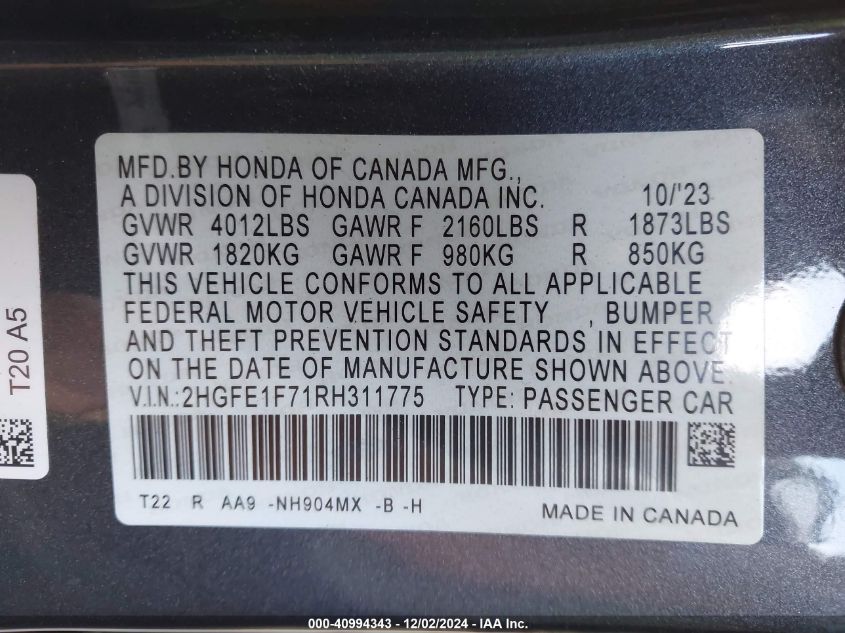 MFD.BY HONDA OF CANADA MFG.,
A DIVISION OF HONDA CANADA INC. 10/'23
GVWR 4012LBS GAWR F 2160LBS R 1873LBS
GVWR 1820KG GAWR F 980KG R 850KG
THIS VEHICLE CONFORMS TO ALL APPLICABLE
FEDERAL MOTOR VEHICLE SAFETY , BUMPER
AND THEFT PREVENTION STANDARDS IN EFFECT
ON THE DATE OF MANUFACTURE SHOWN ABOVE.
V.I.N.:2HGFE1F71RH311775 TYPE: PASSENGER CAR
T22 R AA9 -NH904MX -B -H
MADE IN CANADA
T20 A5
000-40994343 - 12/02/2024 - IAA Inc.